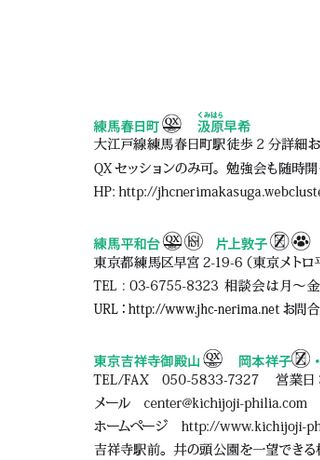 くみはら
練馬春日町 QX 汲原早希
大江戸線練馬春日町駅徒歩 2 分詳細お
QX セッションのみ可。勉強会も随時開
HP: http://jhcnerimakasuga.webcluste
練馬平和台 QX 片上敦子 Z
東京都練馬区早宮 2-19-6（東京メトロ平
TEL : 03-6755-8323 相談会は月～金
URL：http://www.jhc-nerima.net お問合
東京吉祥寺御殿山 QX 岡本祥子 Z ・
TEL/FAX 050-5833-7327 営業日
メール center@kichijoji-philia.com
ホームページ http://www.kichijoji-ph
吉祥寺駅前。井の頭公園を一望できる